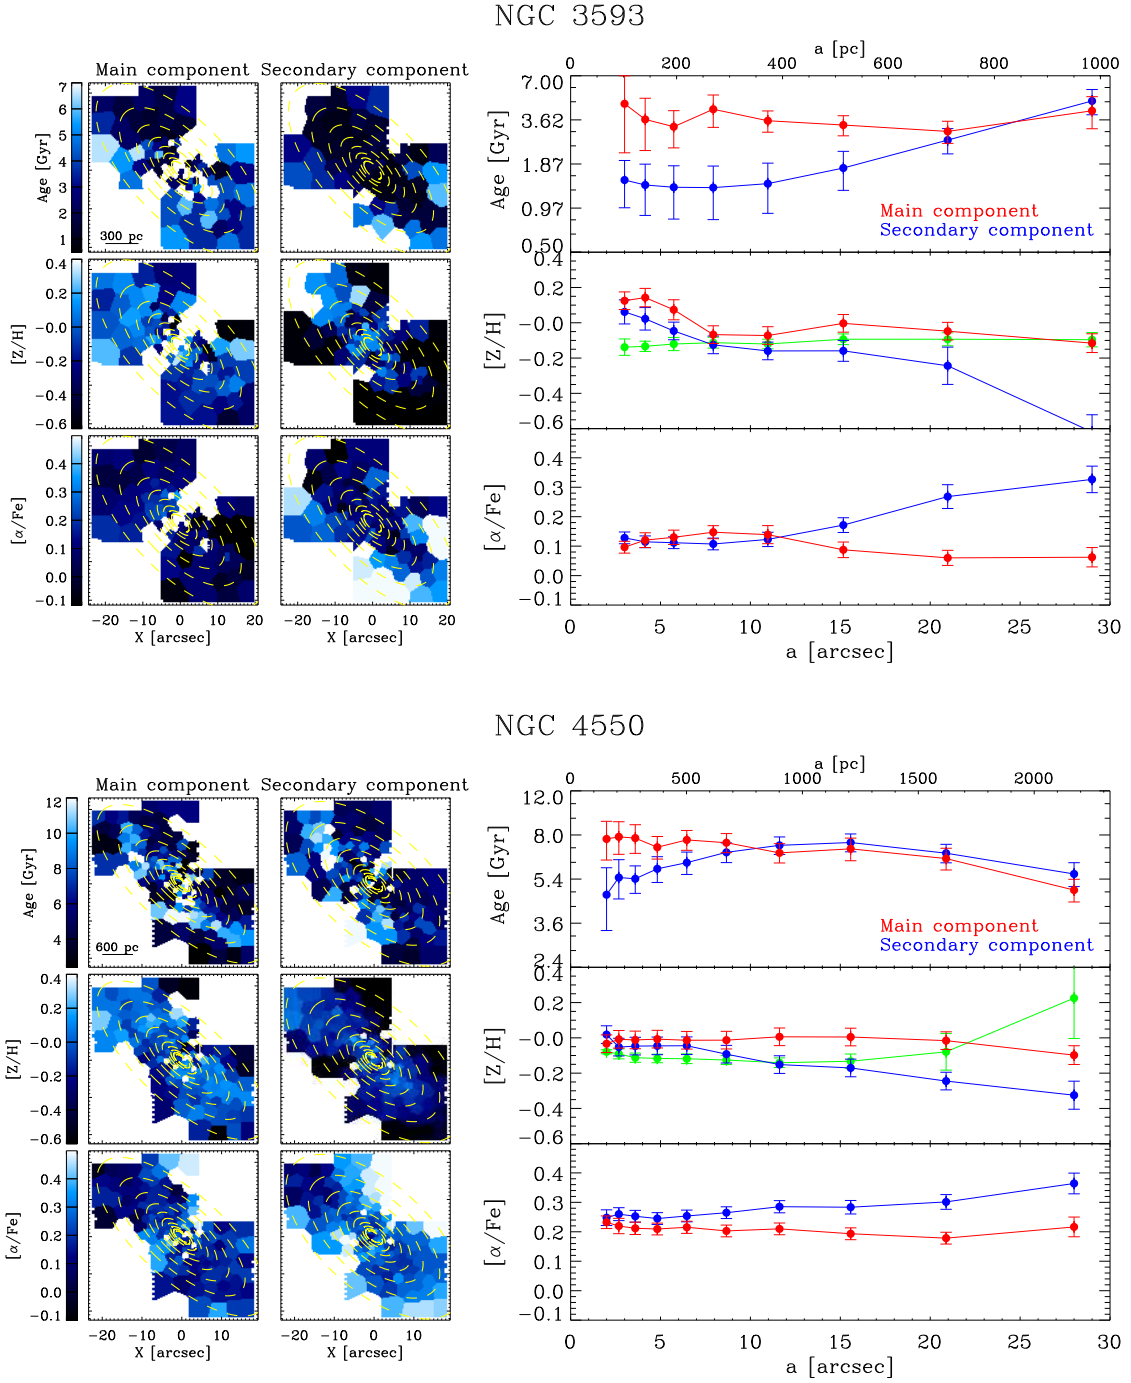 NGC 3593
Main component Secondary component
Age [Gyr]
7
6
5
4
3
2
1
300 pc
[Z/H]
0.4
0.2
-0.0
-0.2
-0.4
-0.6
[α/Fe]
0.4
0.3
0.2
0.1
0.0
-0.1
-20 -10 0 10 20
X [arcsec]
-20 -10 0 10 20
X [arcsec]
a [pc]
0 200 400 600 800 1000
Age [Gyr]
7.00
3.62
1.87
0.97
0.50
Main component
Secondary component
[Z/H]
0.4
0.2
-0.0
-0.2
-0.4
-0.6
[α/Fe]
0.4
0.3
0.2
0.1
0.0
-0.1
0 5 10 15 20 25 30
a [arcsec]
NGC 4550
Main component Secondary component
Age [Gyr]
12
10
8
6
4
600 pc
[Z/H]
0.4
0.2
0.0
-0.2
-0.4
-0.6
[α/Fe]
0.4
0.3
0.2
0.1
0.0
-0.1
-20 -10 0 10
X [arcsec]
-20 -10 0 10
X [arcsec]
a [pc]
0 500 1000 1500 2000
Age [Gyr]
12.0
8.0
5.4
3.6
2.4
Main component
Secondary component
[Z/H]
0.4
0.2
-0.0
-0.2
-0.4
-0.6
[α/Fe]
0.4
0.3
0.2
0.1
0.0
-0.1
0 5 10 15 20 25 30
a [arcsec]